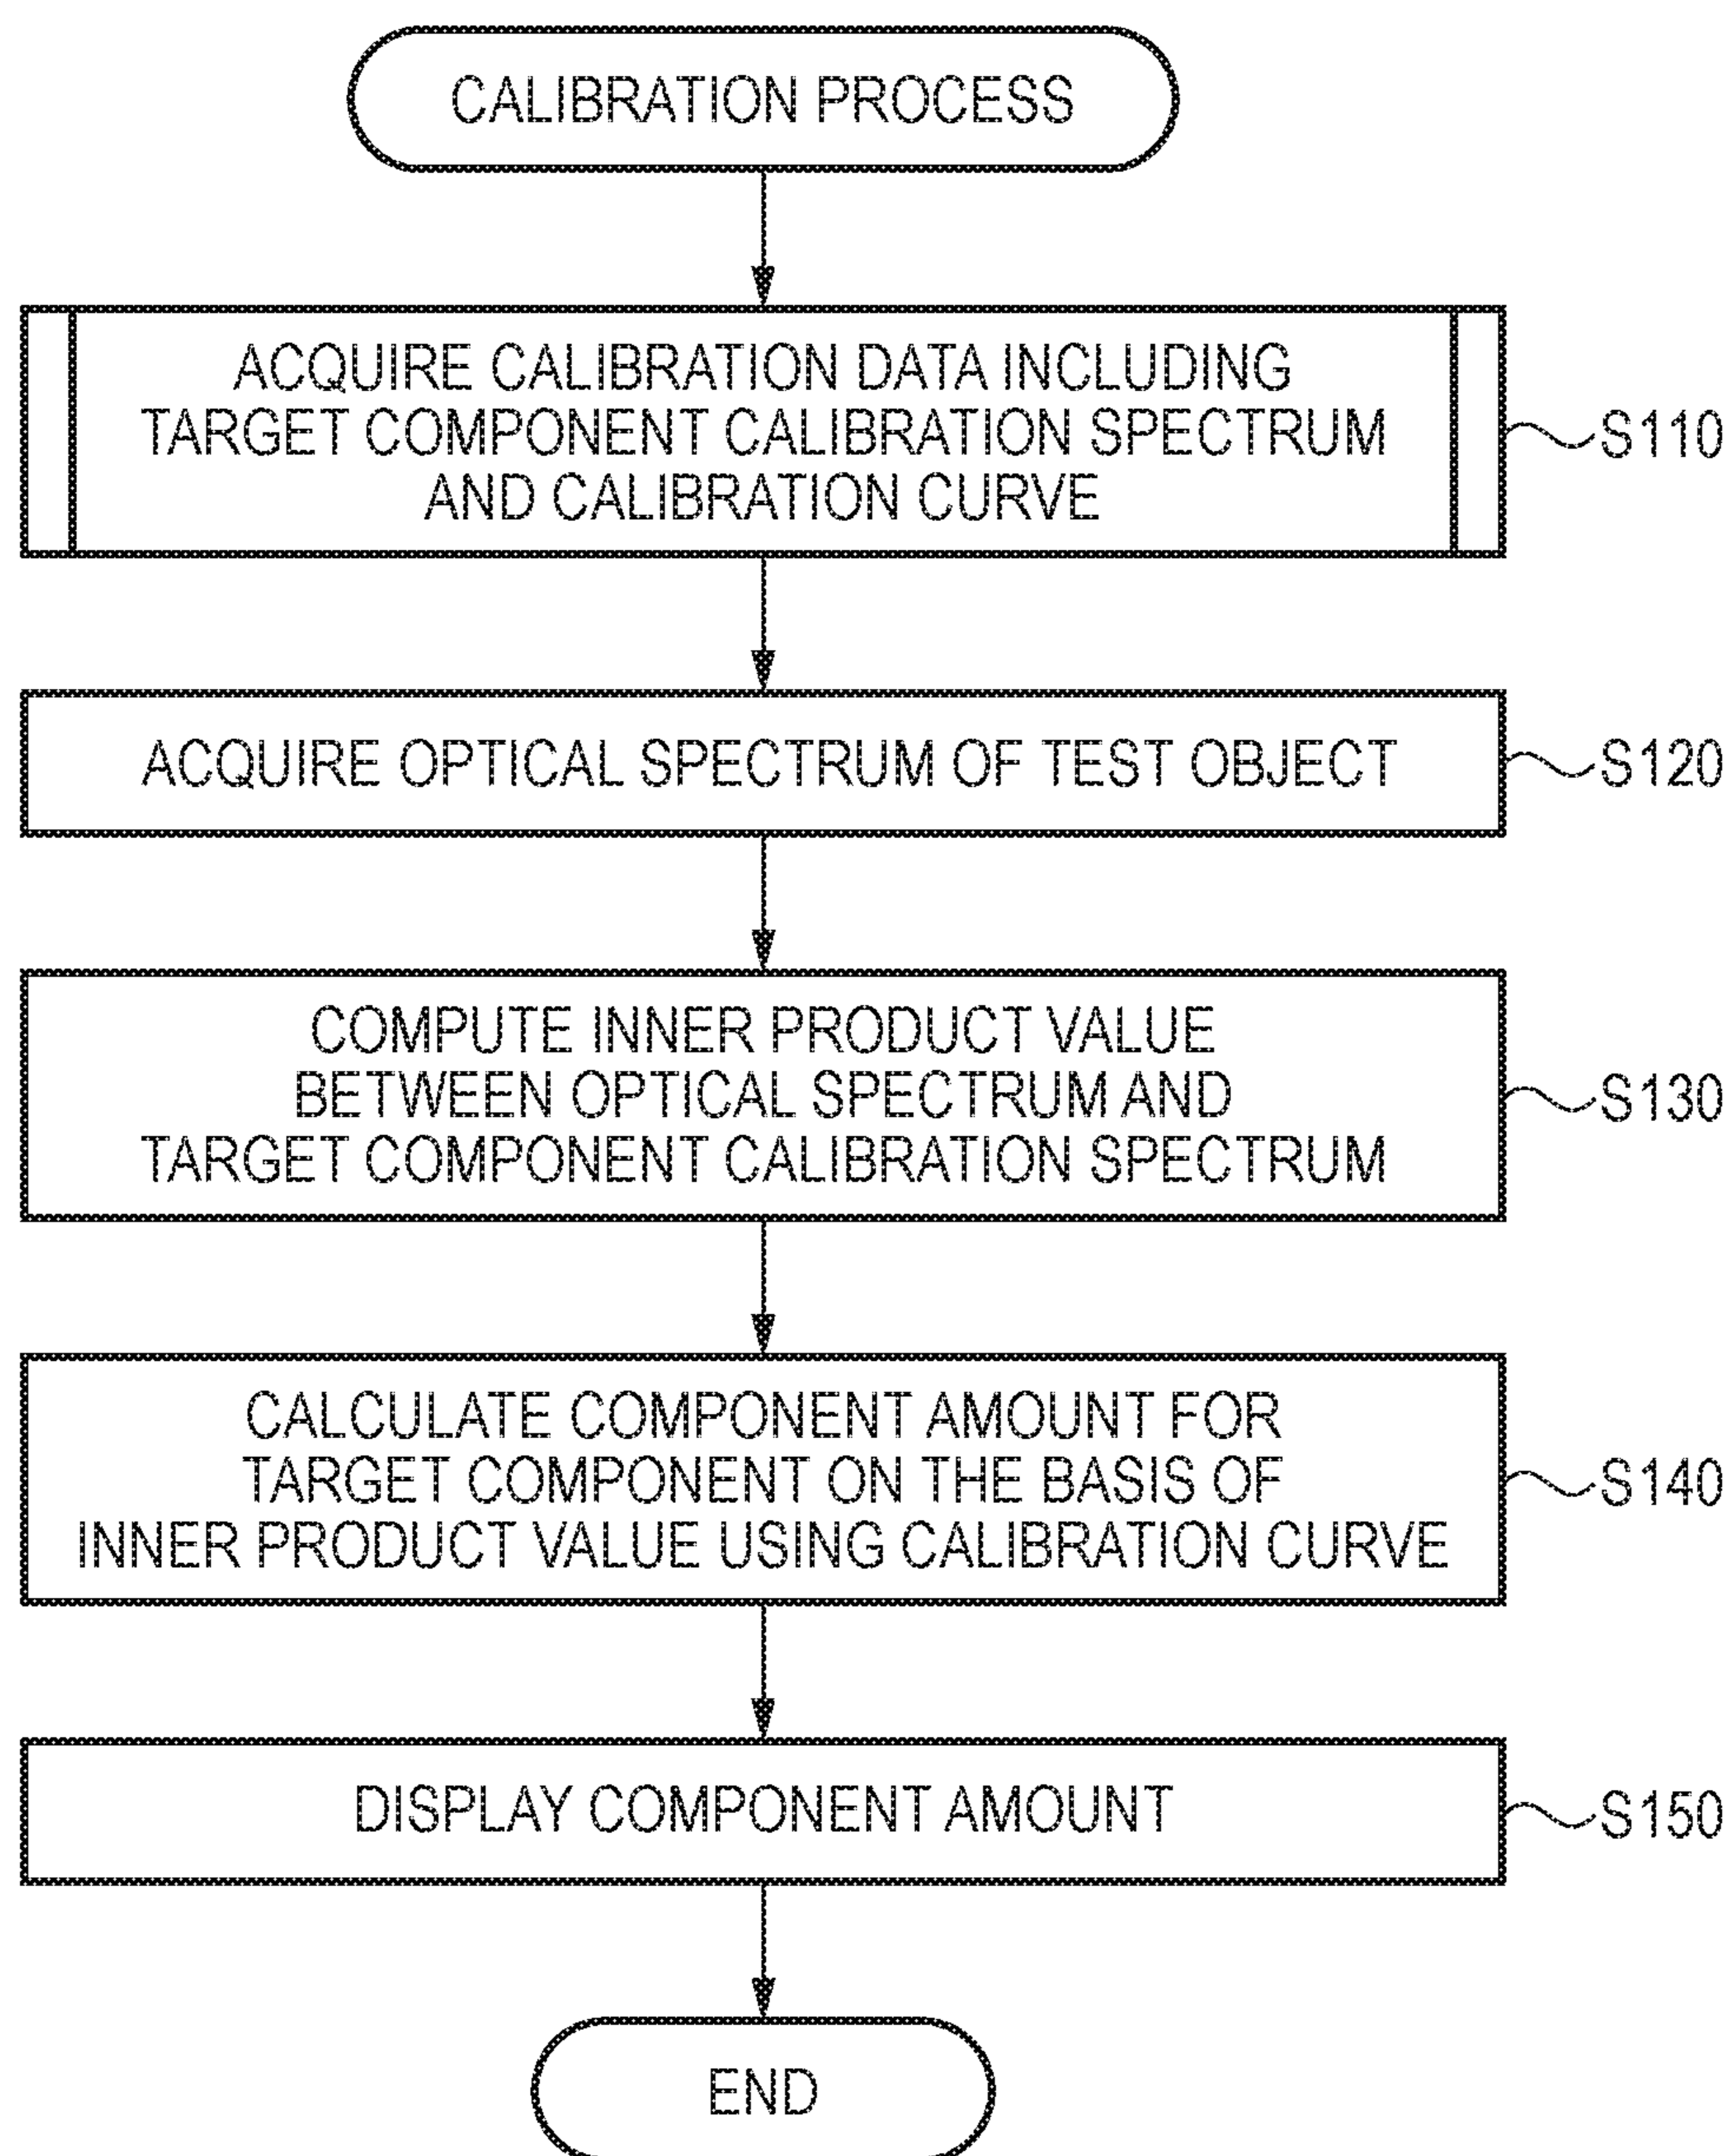 CALIBRATION PROCESS
ACQUIRE CALIBRATION DATA INCLUDING
TARGET COMPONENT CALIBRATION SPECTRUM
AND CALIBRATION CURVE
S110
ACQUIRE OPTICAL SPECTRUM OF TEST OBJECT
S120
COMPUTE INNER PRODUCT VALUE
BETWEEN OPTICAL SPECTRUM AND
TARGET COMPONENT CALIBRATION SPECTRUM
S130
CALCULATE COMPONENT AMOUNT FOR
TARGET COMPONENT ON THE BASIS OF
INNER PRODUCT VALUE USING CALIBRATION CURVE
S140
DISPLAY COMPONENT AMOUNT
S150
END